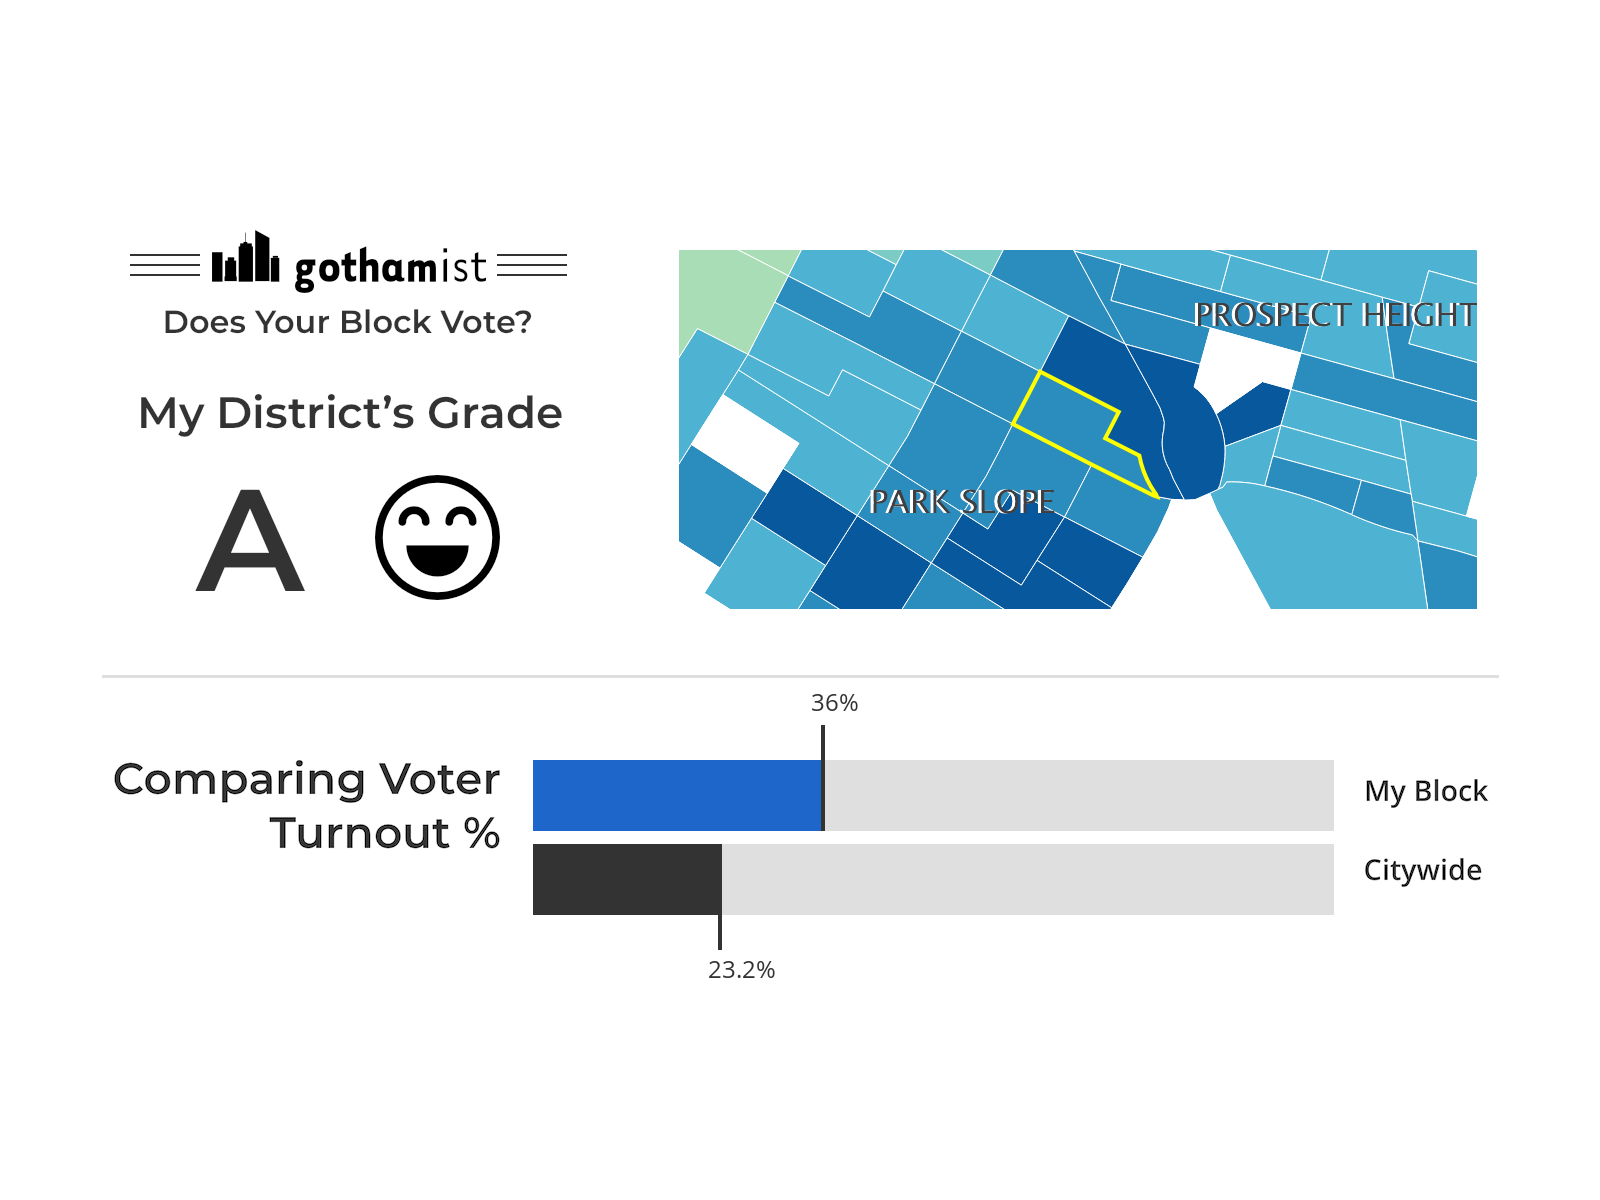 gothamist
Does Your Block Vote?
My District’s Grade
A
PROSPECT HEIGHT
PARK SLOPE
36%
Comparing Voter
Turnout %
My Block
Citywide
23.2%